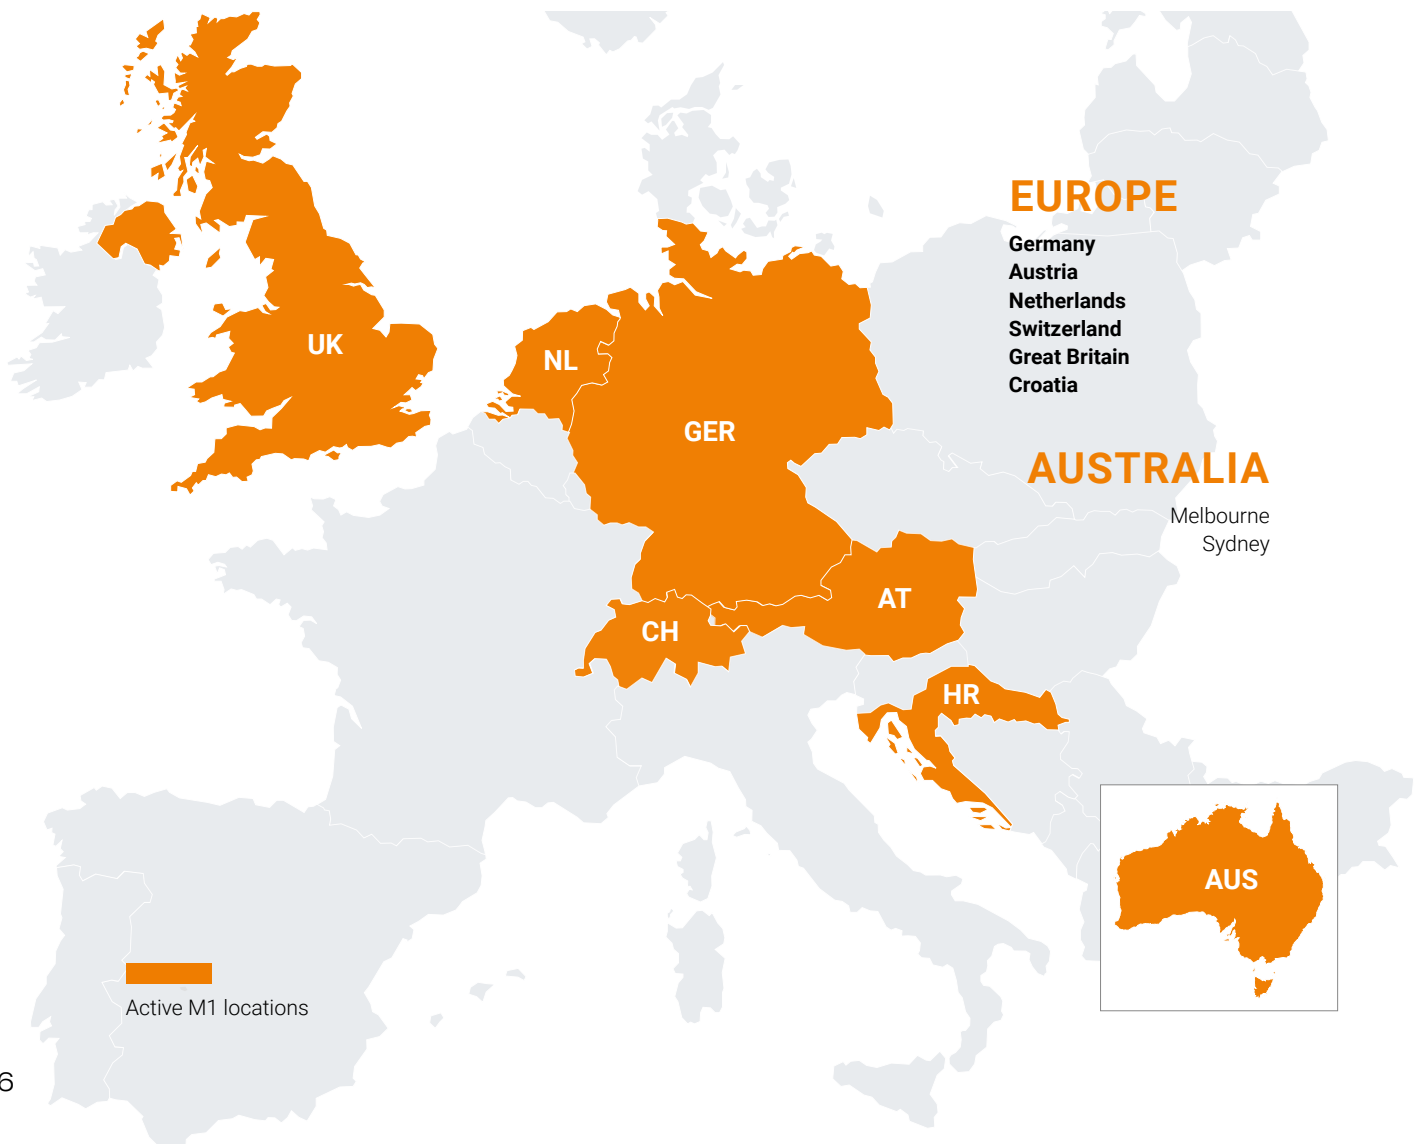 EUROPE
Germany
Austria
Netherlands
Switzerland
Great Britain
Croatia
UK
NL
GER
AUSTRALIA
Melbourne
Sydney
AT
CH
HR
AUS
Active M1 locations
6